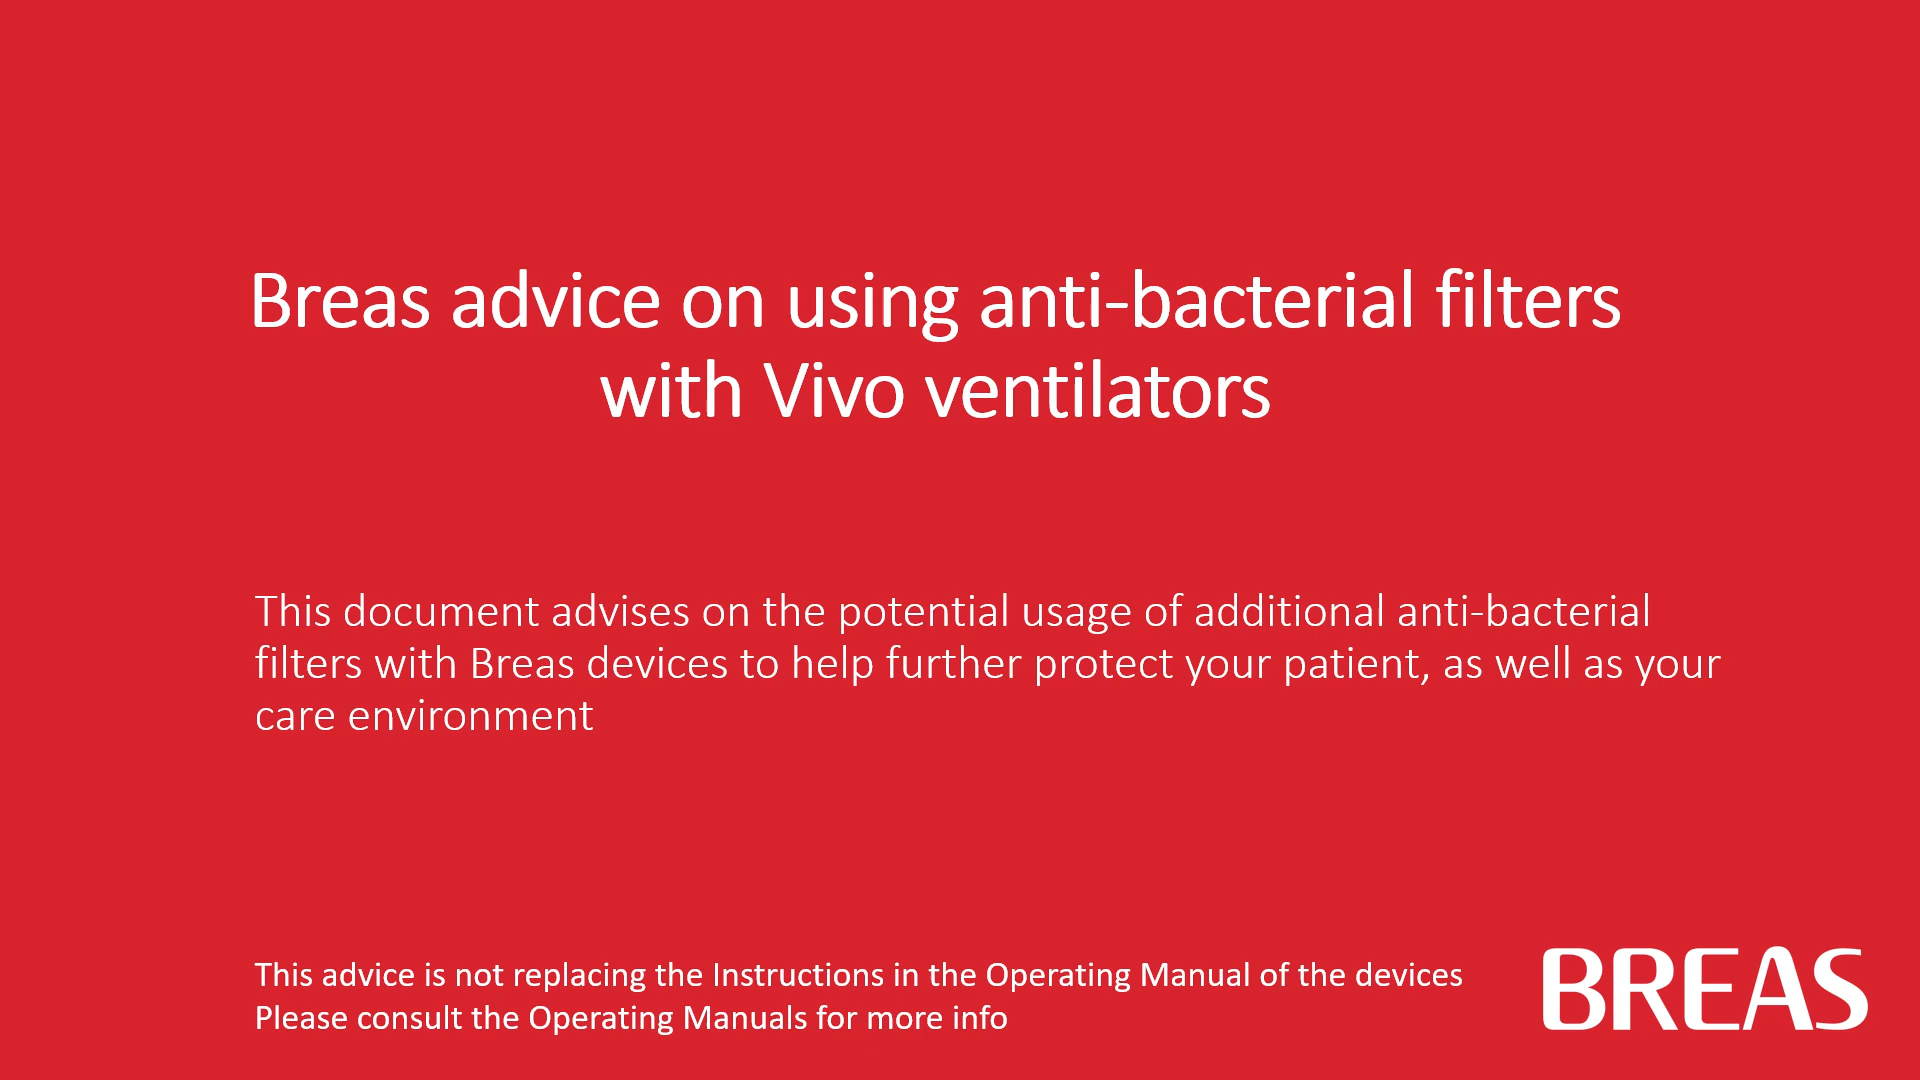 Breas advice on using anti-bacterial filters
with Vivo ventilators
This document advises on the potential usage of additional anti-bacterial
filters with Breas devices to help further protect your patient, as well as your
care environment
This advice is not replacing the Instructions in the Operating Manual of the devices
Please consult the Operating Manuals for more info
BREAS